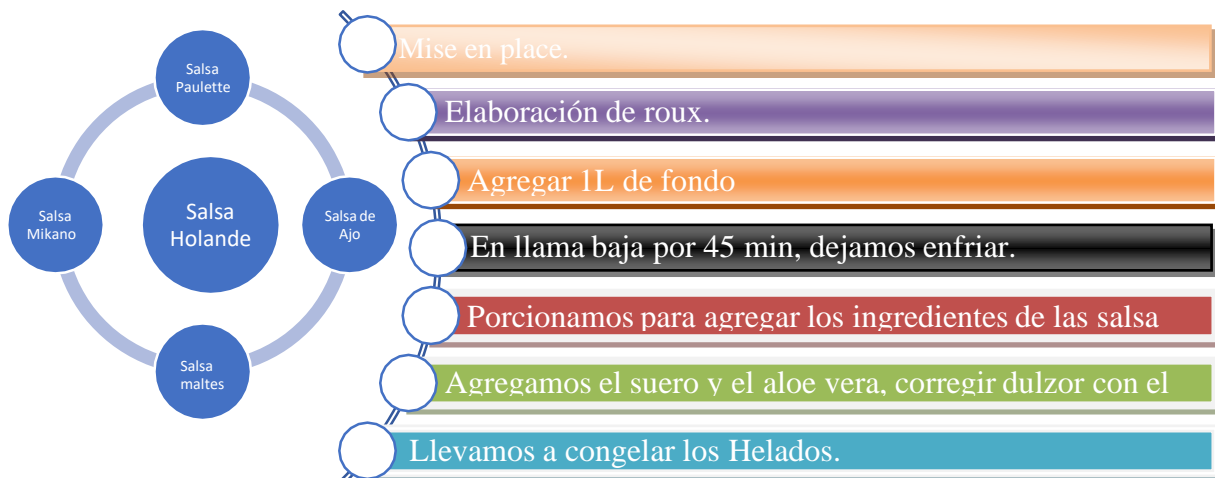 Salsa
Paulette
Salsa
Mikano
Salsa
Holande
Salsa de
Ajo
Salsa
maltes
Mise en place.
Elaboración de roux.
Agregar 1L de fondo
En llama baja por 45 min, dejamos enfriar.
Porcionamos para agregar los ingredientes de las salsa
Agregamos el suero y el aloe vera, corregir dulzor con el
Llevamos a congelar los Helados.